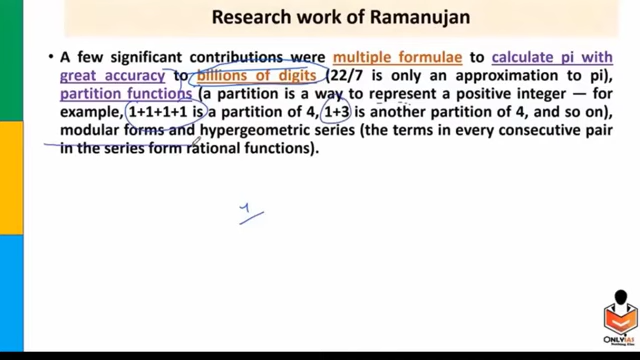 Research work of Ramanujan
• A few significant contributions were multiple formulae to calculate pi with
great accuracy to billions of digits (22/7 is only an approximation to pi),
partition functions (a partition is a way to represent a positive integer — for
example, 1+1+1+1 is a partition of 4, 1+3 is another partition of 4, and so on),
modular forms and hypergeometric series (the terms in every consecutive pair
in the series form rational functions).
4
ONLYIAS